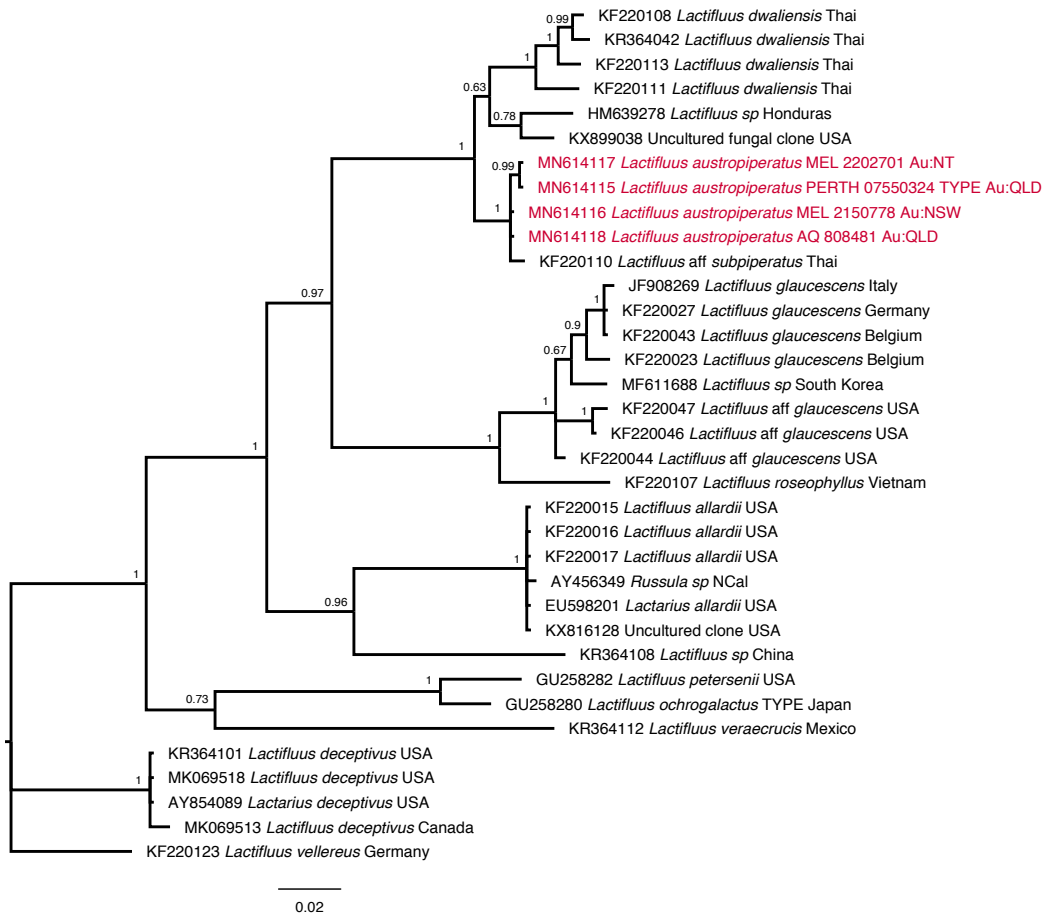 0.99
KF220108 Lactifluus dwaliensis Thai
1
KR364042 Lactifluus dwaliensis Thai
1
KF220113 Lactifluus dwaliensis Thai
0.63
KF220111 Lactifluus dwaliensis Thai
0.78
HM639278 Lactifluus sp Honduras
1
KX899038 Uncultured fungal clone USA
0.99
MN614117 Lactifluus austropiperatus MEL 2202701 Au:NT
MN614115 Lactifluus austropiperatus PERTH 07550324 TYPE Au:QLD
1
MN614116 Lactifluus austropiperatus MEL 2150778 Au:NSW
MN614118 Lactifluus austropiperatus AQ 808481 Au:QLD
KF220110 Lactifluus aff subpiperatus Thai
0.97
1
JF908269 Lactifluus glaucescens Italy
KF220027 Lactifluus glaucescens Germany
0.9
KF220043 Lactifluus glaucescens Belgium
0.67
KF220023 Lactifluus glaucescens Belgium
MF611688 Lactifluus sp South Korea
1
1
KF220047 Lactifluus aff glaucescens USA
KF220046 Lactifluus aff glaucescens USA
1
1
KF220044 Lactifluus aff glaucescens USA
KF220107 Lactifluus roseophyllus Vietnam
KF220015 Lactifluus allardii USA
KF220016 Lactifluus allardii USA
1
KF220017 Lactifluus allardii USA
1
AY456349 Russula sp NCal
0.96
EU598201 Lactarius allardii USA
KX816128 Uncultured clone USA
KR364108 Lactifluus sp China
1
GU258282 Lactifluus petersenii USA
0.73
GU258280 Lactifluus ochrogalactus TYPE Japan
KR364112 Lactifluus veraecrucis Mexico
KR364101 Lactifluus deceptivus USA
1
MK069518 Lactifluus deceptivus USA
AY854089 Lactarius deceptivus USA
MK069513 Lactifluus deceptivus Canada
KF220123 Lactifluus vellereus Germany
0.02